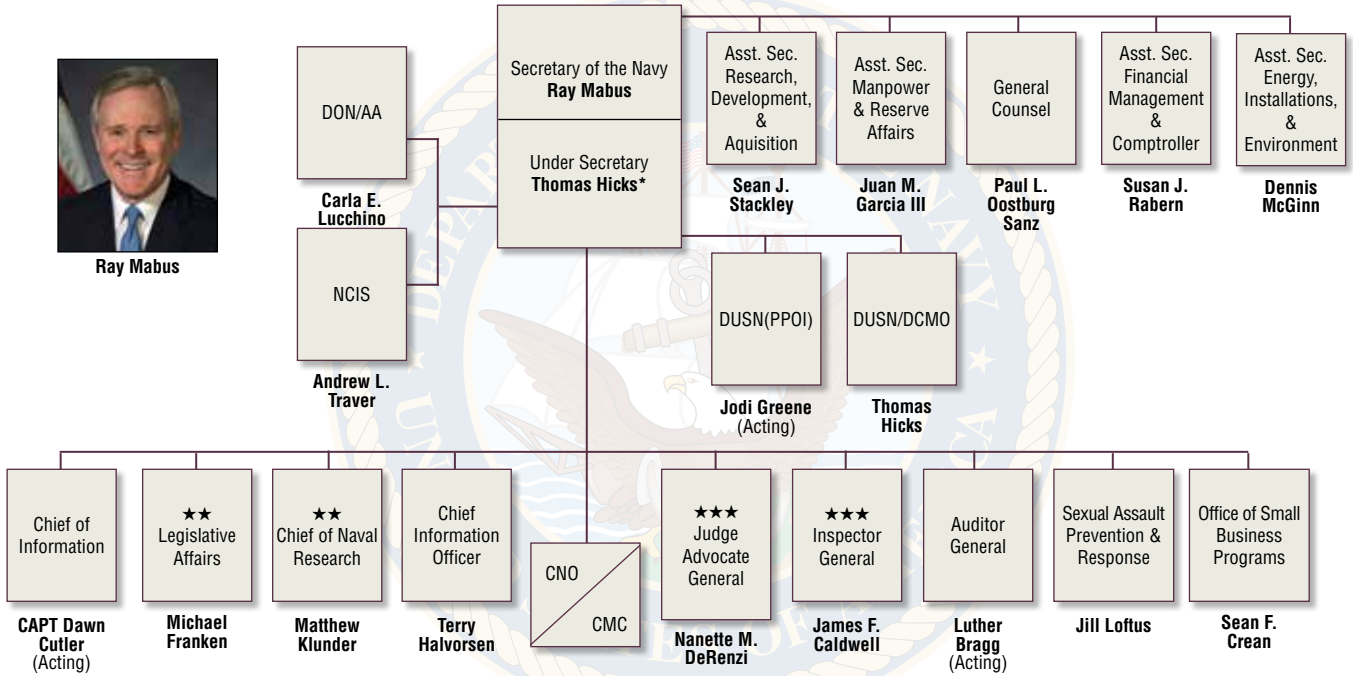 Ray Mabus
DON/AA
Carla E.
Lucchino
NCIS
Andrew L.
Traver
Secretary of the Navy
Ray Mabus
Under Secretary
Thomas Hicks*
Asst. Sec.
Research,
Development,
&
Aquisition
Sean J.
Stackley
Asst. Sec.
Manpower
& Reserve
Affairs
Juan M.
Garcia III
General
Counsel
Paul L.
Oostburg
Sanz
Asst. Sec.
Financial
Management
&
Comptroller
Susan J.
Rabern
Asst. Sec.
Energy,
Installations,
&
Environment
Dennis
McGinn
DUSN(PPOI)
Jodi Greene
(Acting)
DUSN/DCMO
Thomas
Hicks
Chief of
Information
CAPT Dawn
Cutler
(Acting)
★★
Legislative
Affairs
Michael
Franken
★★
Chief of Naval
Research
Matthew
Klunder
Chief
Information
Officer
Terry
Halvorsen
CNO
CMC
★★★
Judge
Advocate
General
Nanette M.
DeRenzi
★★★
Inspector
General
James F.
Caldwell
Auditor
General
Luther
Bragg
(Acting)
Sexual Assault
Prevention &
Response
Jill Loftus
Office of Small
Business
Programs
Sean F.
Crean